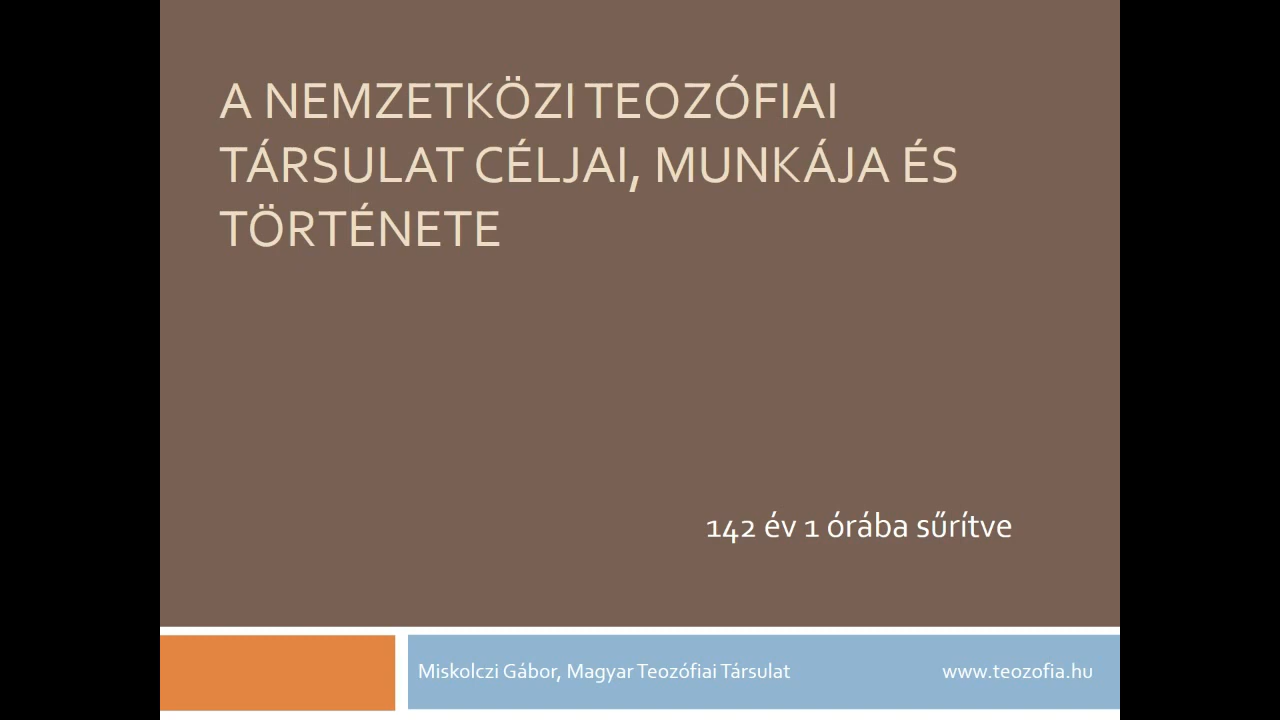 A NEMZETKÖZI TEOZÓFIAI
TÁRSULAT CÉLJAI, MUNKÁJA ÉS
TÖRTÉNETE
142 év 1 órába sűrítve
Miskolczi Gábor, Magyar Teozófiai Társulat www.teozofia.hu